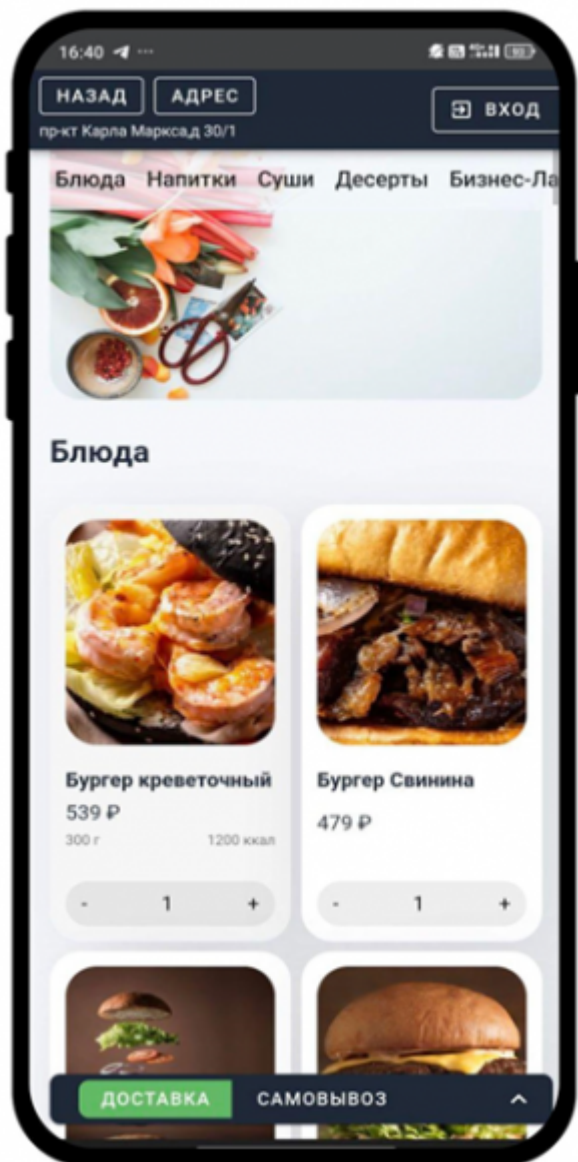 16:40
НАЗАД АДРЕС
ВХОД
пр-кт Карла Маркса,д 30/1
Блюда Напитки Суши Десерты Бизнес-Ла
Блюда
Бургер креветочный
539 ₽
300 г 1200 ккал
- 1 +
Бургер Свинина
479 ₽
- 1 +
ДОСТАВКА САМОВЫВОЗ